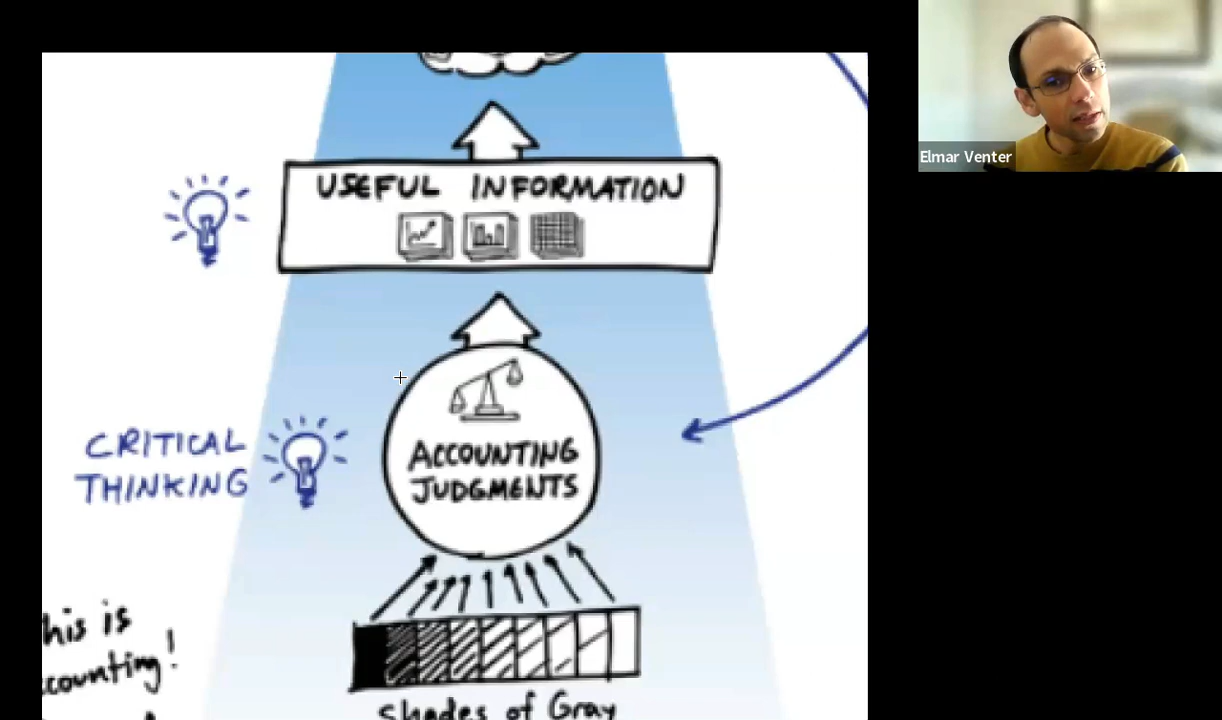 USEFUL INFORMATION
Elmar Venter
ACCOUNTING
JUDGMENTS
CRITICAL
THINKING
his is
ccounting!
Shades of Gray